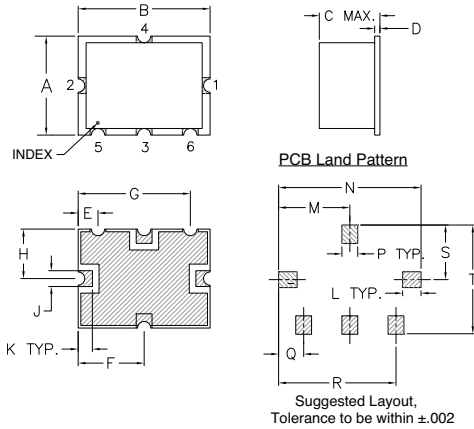 B
C MAX.
D
4
A
2
1
INDEX
5
3
6
PCB Land Pattern
G
E
H
J
K TYP.
F
N
M
P TYP.
S
T
L TYP.
Q
R
Suggested Layout,
Tolerance to be within ±.002